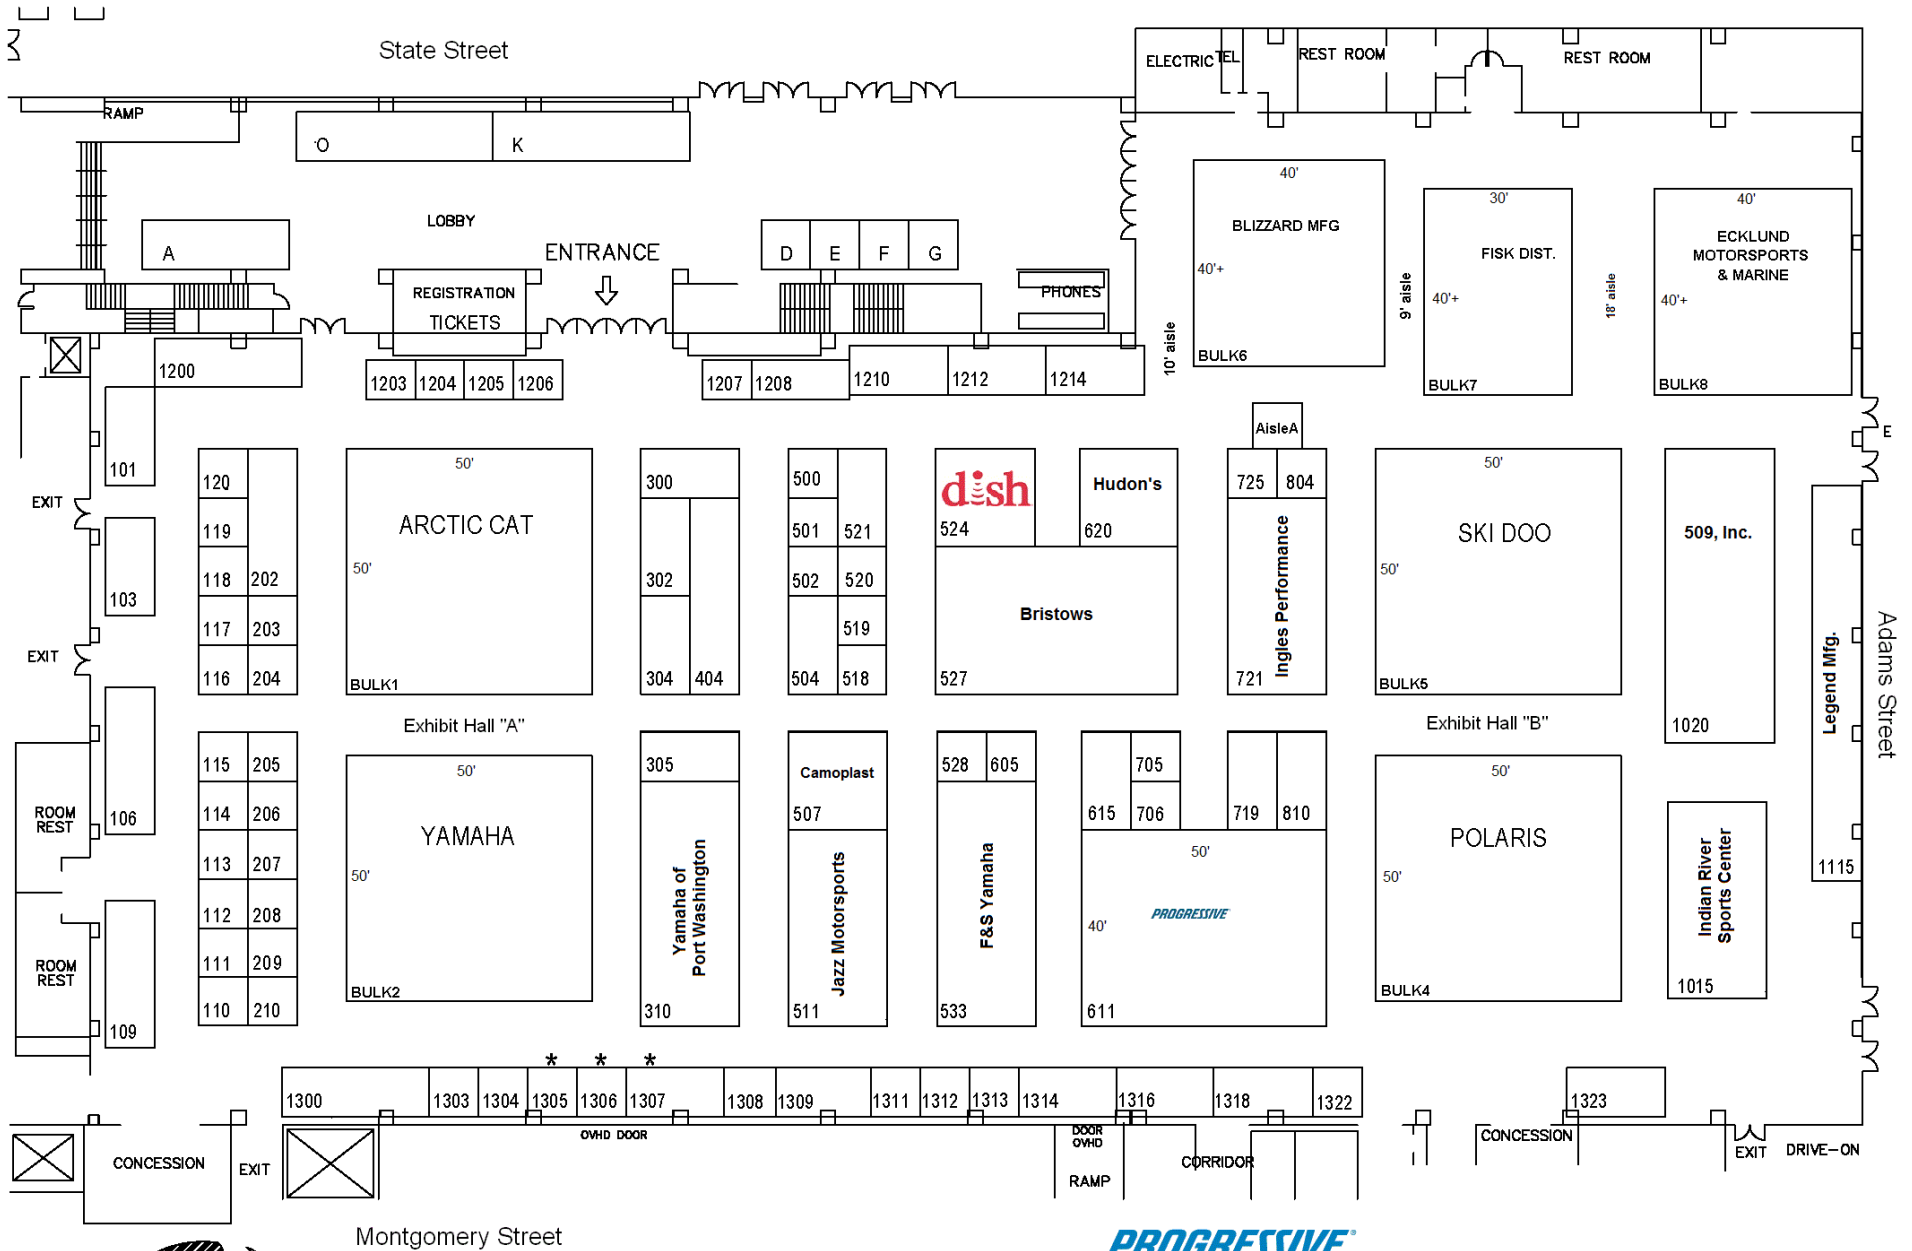 State Street
ELECTRIC
TEL
REST ROOM
REST ROOM
RAMP
O
K
LOBBY
A
ENTRANCE
D
E
F
G
REGISTRATION
TICKETS
PHONES
40'
BLIZZARD MFG
40'+
BULK6
10' aisle
9' aisle
30'
FISK DIST.
40'+
BULK7
18' aisle
40'
ECKLUND
MOTORSPORTS
& MARINE
40'+
BULK8
1200
1203
1204
1205
1206
1207
1208
1210
1212
1214
AisleA
E
101
EXIT
103
EXIT
106
ROOM
REST
ROOM
REST
109
120
119
118
202
117
203
116
204
50'
ARCTIC CAT
50'
BULK1
300
302
304
404
500
501
521
502
520
519
504
518
dish
524
Hudon's
620
Bristows
527
725
804
Ingles Performance
721
50'
SKI DOO
50'
BULK5
509, Inc.
1020
Legend Mfg.
1115
Adams Street
Exhibit Hall "A"
Exhibit Hall "B"
115
205
114
206
113
207
112
208
111
209
110
210
50'
YAMAHA
50'
BULK2
305
Yamaha of
Port Washington
310
Camoplast
507
Jazz Motorsports
511
528
605
F&S Yamaha
533
615
705
706
719
810
50'
PROGRESSIVE
40'
611
50'
POLARIS
50'
BULK4
Indian River
Sports Center
1015
* * *
1300
1303
1304
1305
1306
1307
1308
1309
1311
1312
1313
1314
1316
1318
1322
1323
OVHD DOOR
DOOR
OVHD
CONCESSION
EXIT
RAMP
CORRIDOR
CONCESSION
EXIT
DRIVE-ON
Montgomery Street
PROGRESSIVE